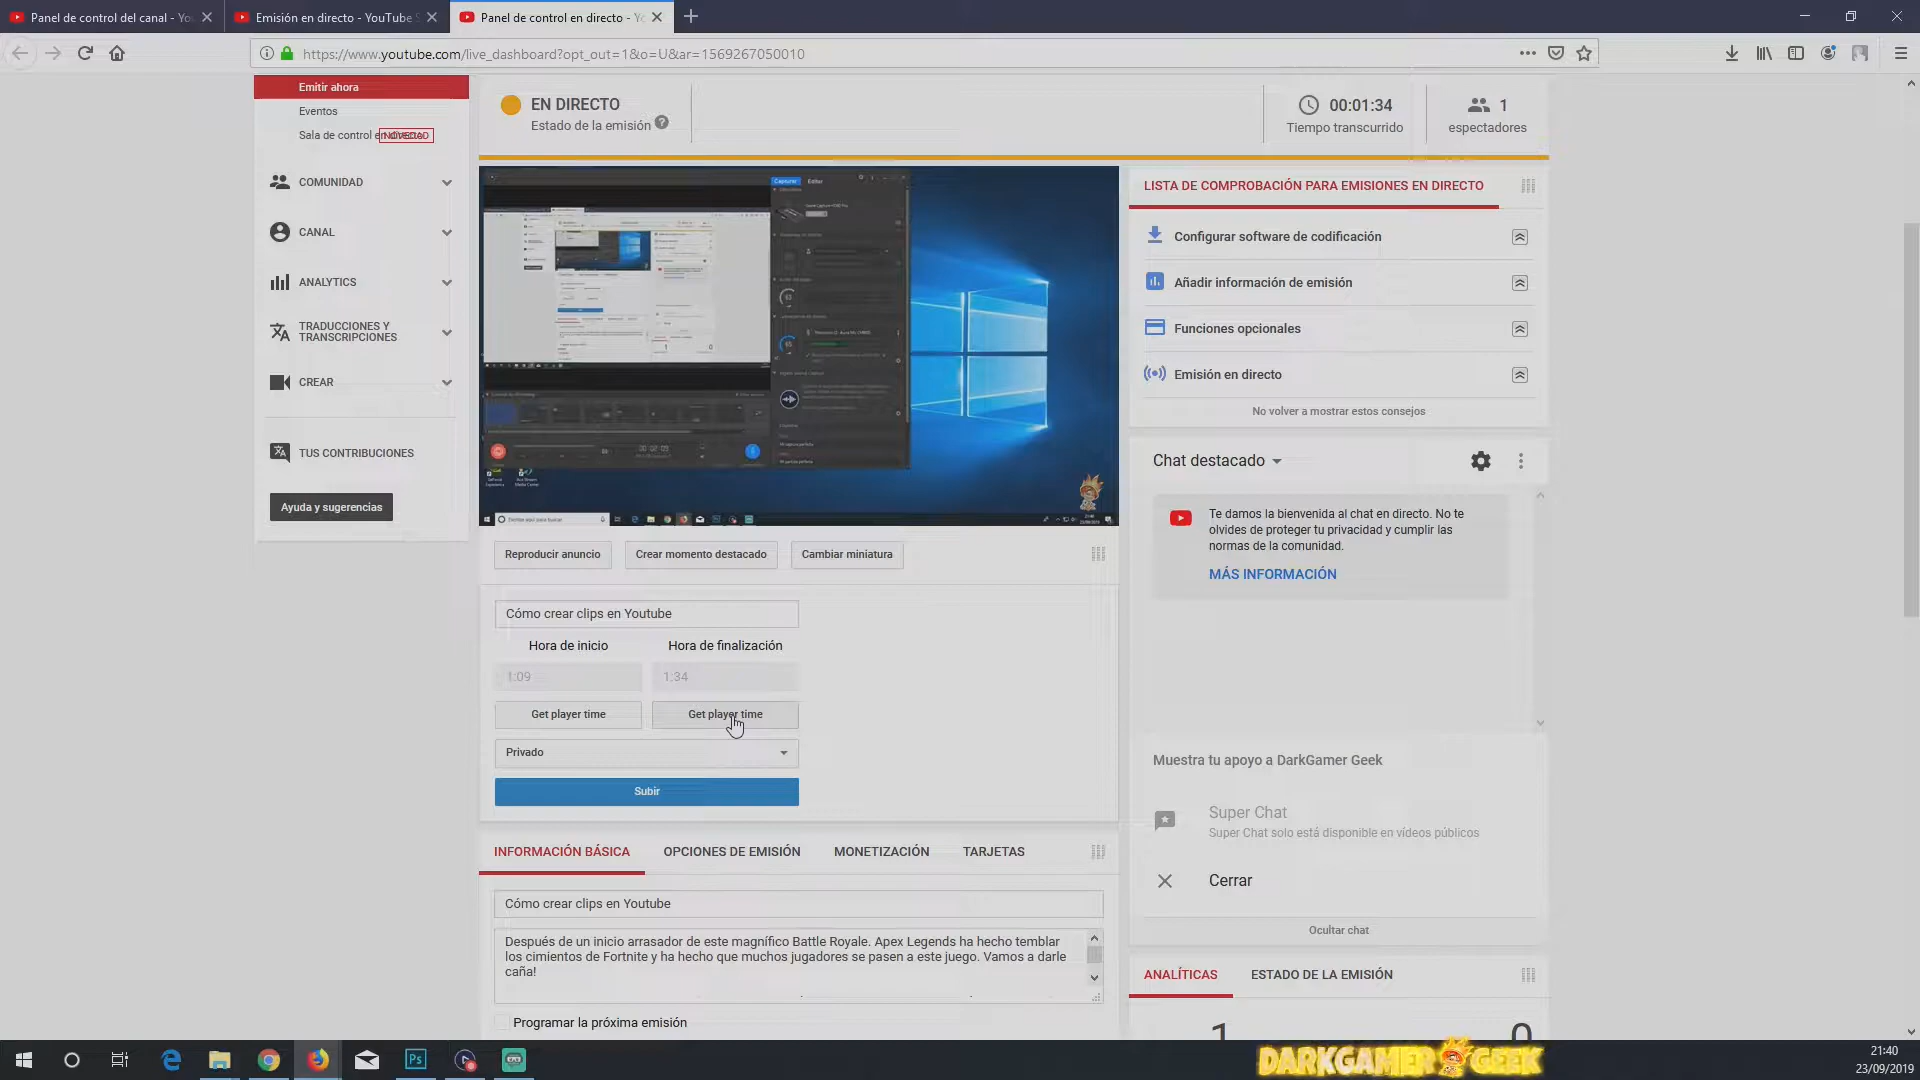 Panel de control del canal - Yo
Emisión en directo - YouTube S
Panel de control en directo - Yo
https://www.youtube.com/live_dashboard?opt_out=1&o=U&ar=1569267050010
Emitir ahora
Eventos
Sala de control en directo
NOVEDAD
COMUNIDAD
CANAL
ANALYTICS
TRADUCCIONES Y
TRANSCRIPCIONES
CREAR
TUS CONTRIBUCIONES
Ayuda y sugerencias
EN DIRECTO
Estado de la emisión
00:01:34
Tiempo transcurrido
1
espectadores
Capturar
Editar
Reproducir anuncio
Crear momento destacado
Cambiar miniatura
Cómo crear clips en Youtube
Hora de inicio
Hora de finalización
1:09
1:34
Get player time
Get player time
Privado
Subir
INFORMACIÓN BÁSICA
OPCIONES DE EMISIÓN
MONETIZACIÓN
TARJETAS
Cómo crear clips en Youtube
Después de un inicio arrasador de este magnífico Battle Royale. Apex Legends ha hecho temblar
los cimientos de Fortnite y ha hecho que muchos jugadores se pasen a este juego. Vamos a darle
caña!
Programar la próxima emisión
LISTA DE COMPROBACIÓN PARA EMISIONES EN DIRECTO
Configurar software de codificación
Añadir información de emisión
Funciones opcionales
Emisión en directo
No volver a mostrar estos consejos
Chat destacado
Te damos la bienvenida al chat en directo. No te
olvides de proteger tu privacidad y cumplir las
normas de la comunidad.
MÁS INFORMACIÓN
Muestra tu apoyo a DarkGamer Geek
Super Chat
Super Chat solo está disponible en vídeos públicos
Cerrar
Ocultar chat
ANALÍTICAS
ESTADO DE LA EMISIÓN
1
0
Ps
DARKGAMER GEEK
21:40
23/09/2019